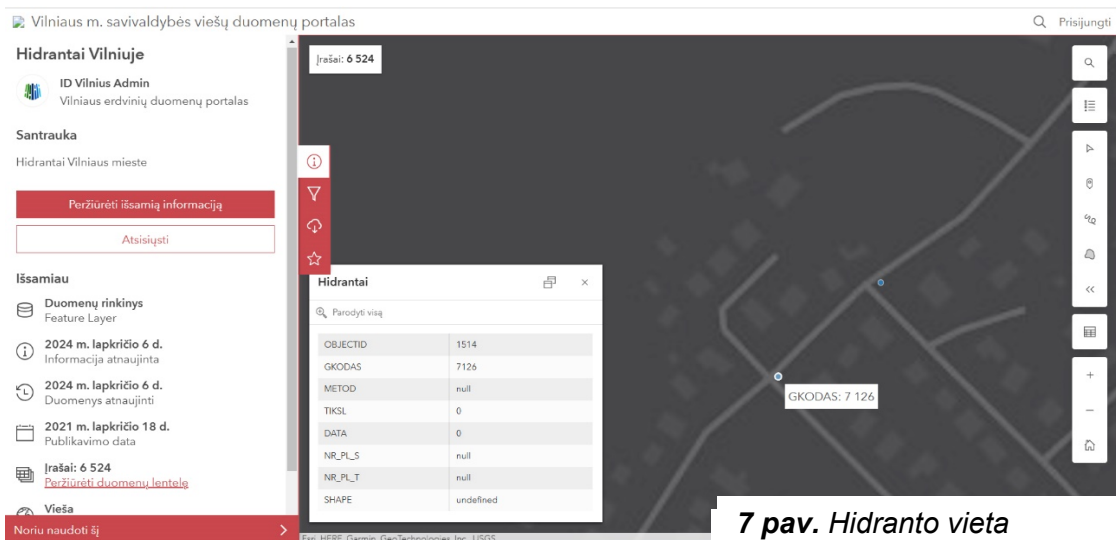 Vilniaus m. savivaldybės viešų duomenų portalas
Prisijungti
Hidrantai Vilniuje
ID Vilnius Admin
Vilniaus erdvinių duomenų portalas
Santrauka
Hidrantai Vilniaus mieste
Peržiūrėti išsamią informaciją
Atsisiųsti
Išsamiau
Duomenų rinkinys
Feature Layer
2024 m. lapkričio 6 d.
Informacija atnaujinta
2024 m. lapkričio 6 d.
Duomenys atnaujinti
2021 m. lapkričio 18 d.
Publikavimo data
Įrašai: 6 524
Peržiūrėti duomenų lentelę
Vieša
Noriu naudoti šį
Įrašai: 6 524
Hidrantai
Parodyti visą
OBJECTID 1514
GKODAS 7126
METOD null
TIKSL 0
DATA 0
NR_PL_S null
NR_PL_T null
SHAPE undefined
GKODAS: 7 126
Esri, HERE, Garmin, GeoTechnologies, Inc., USGS
7 pav. Hidranto vieta